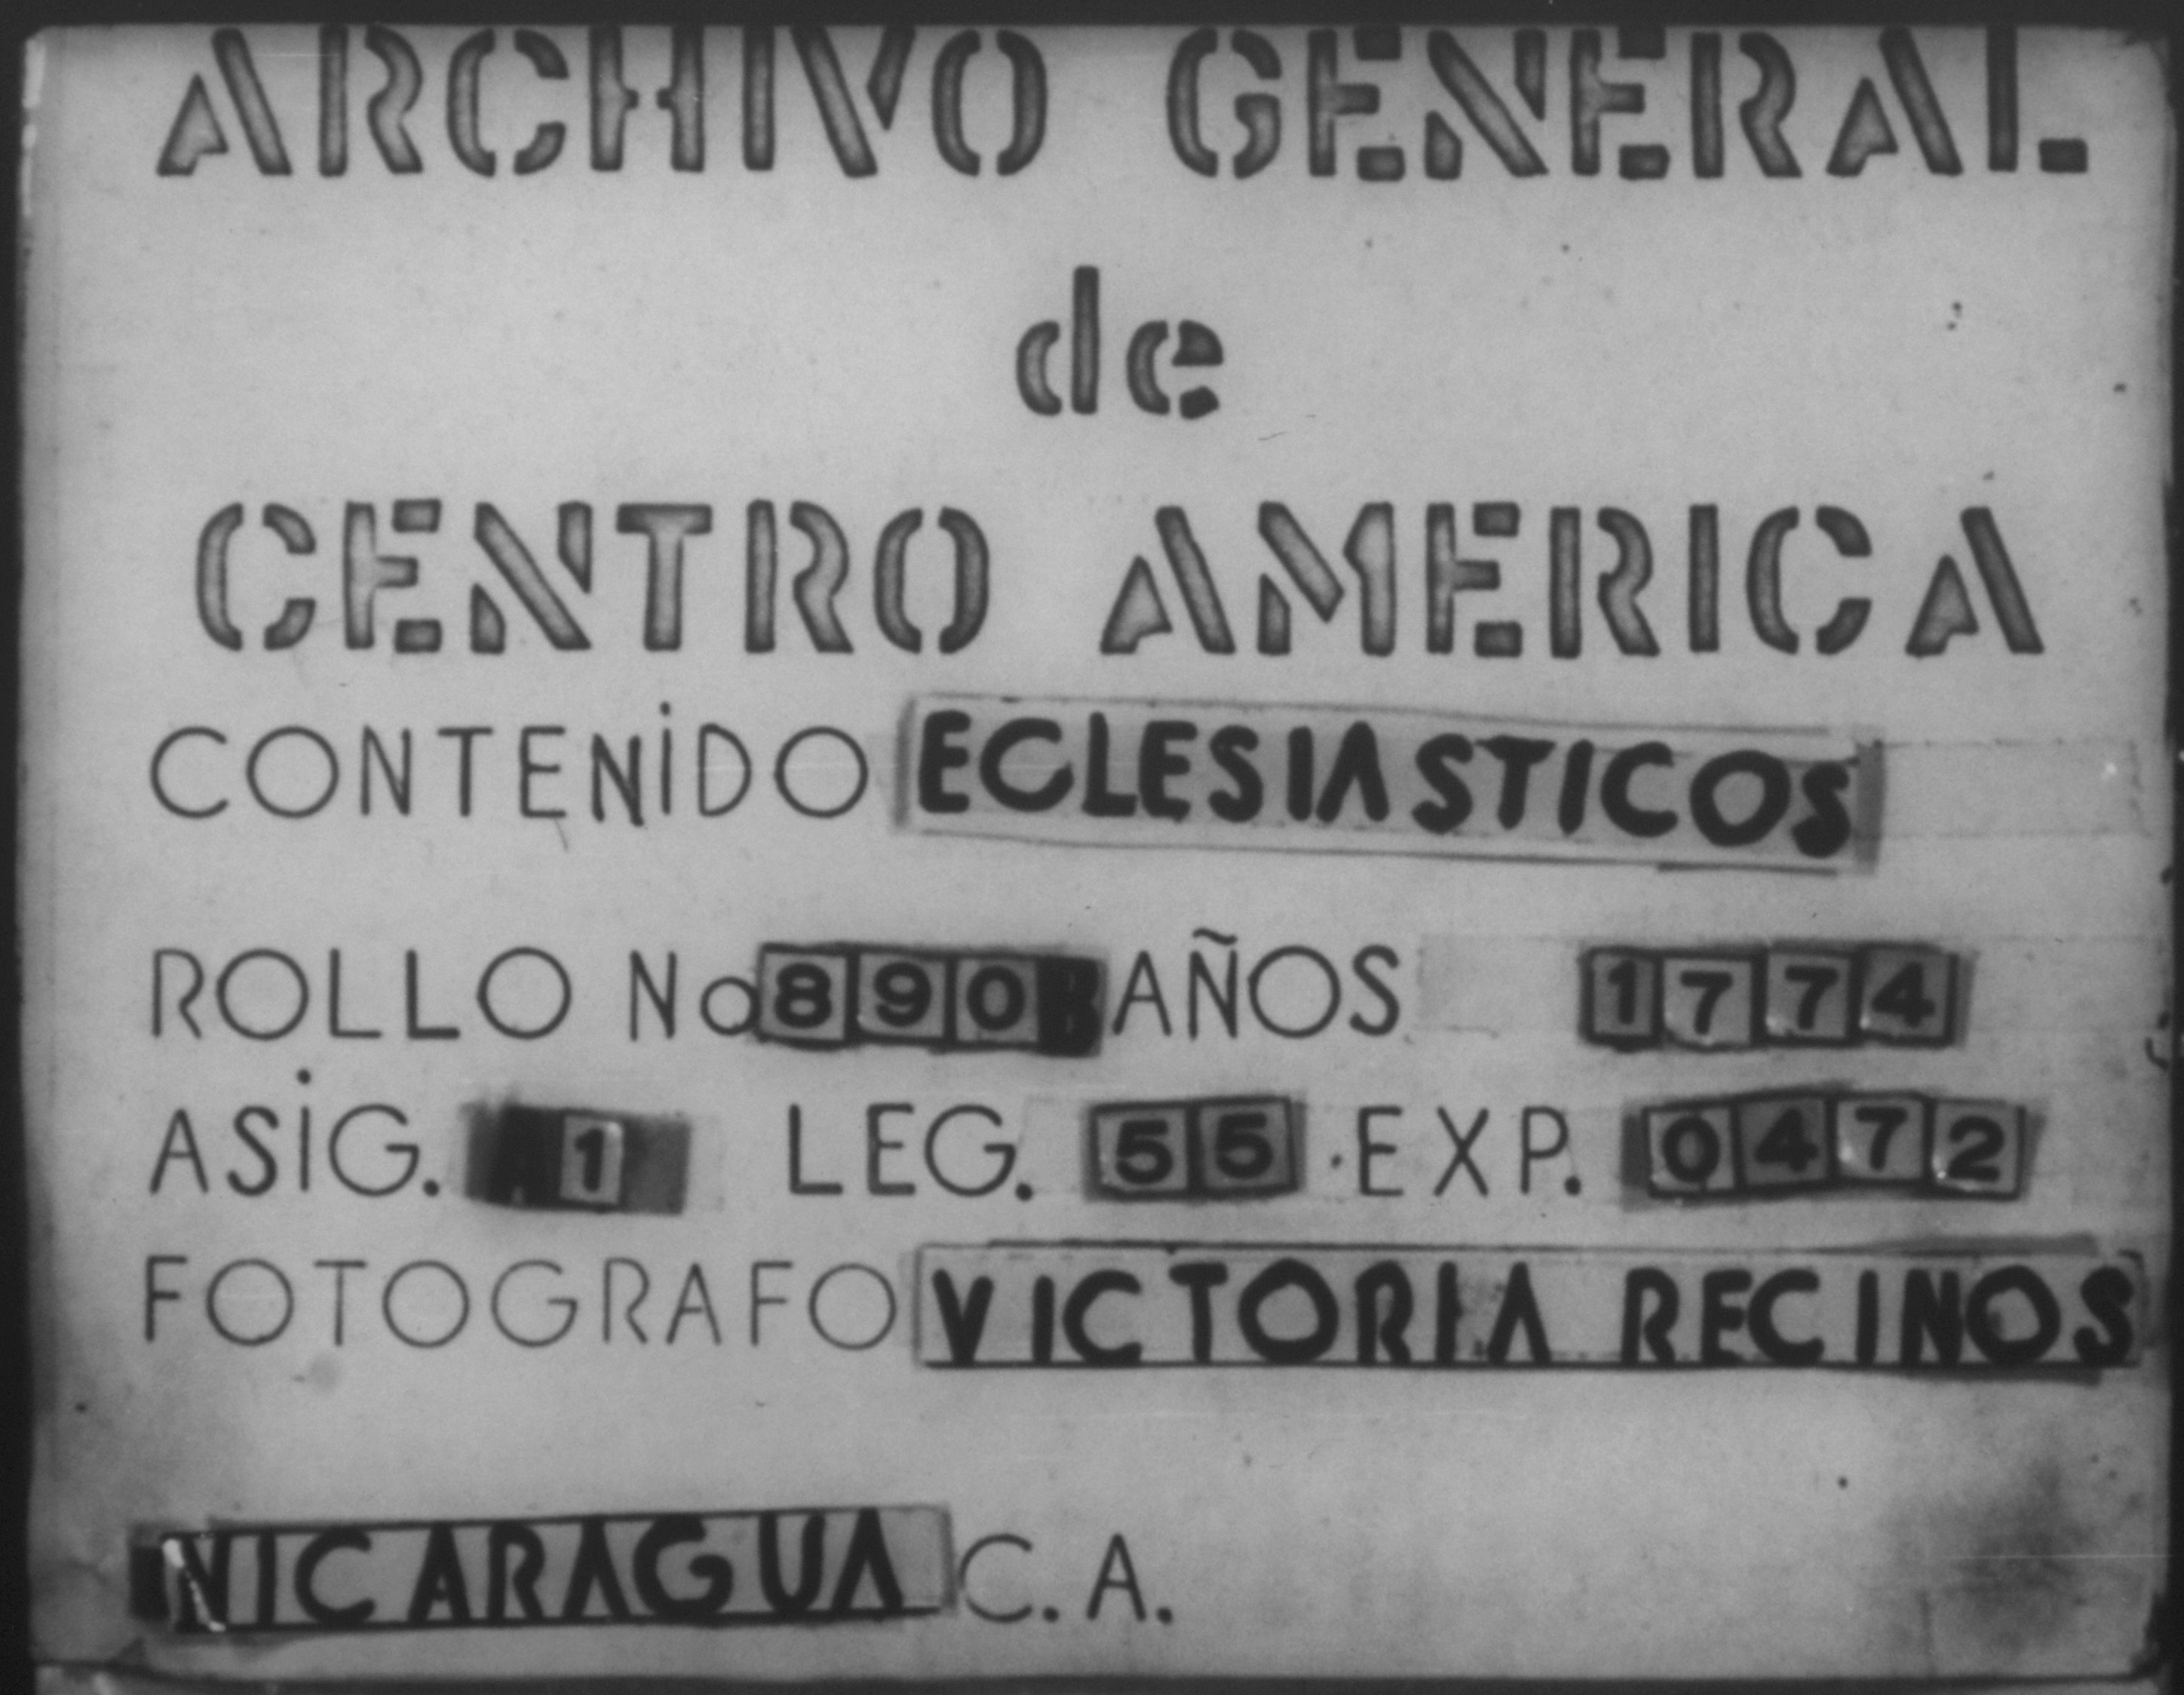 ARCHIVO GENERAL
de
CENTRO AMERICA
CONTENIDO ECLESIASTICOS
ROLLO No 890 AÑOS 1774
ASIG. 1 LEG. 55 EXP. 0472
FOTOGRAFO VICTORIA RECINOS
NICARAGUA C.A.